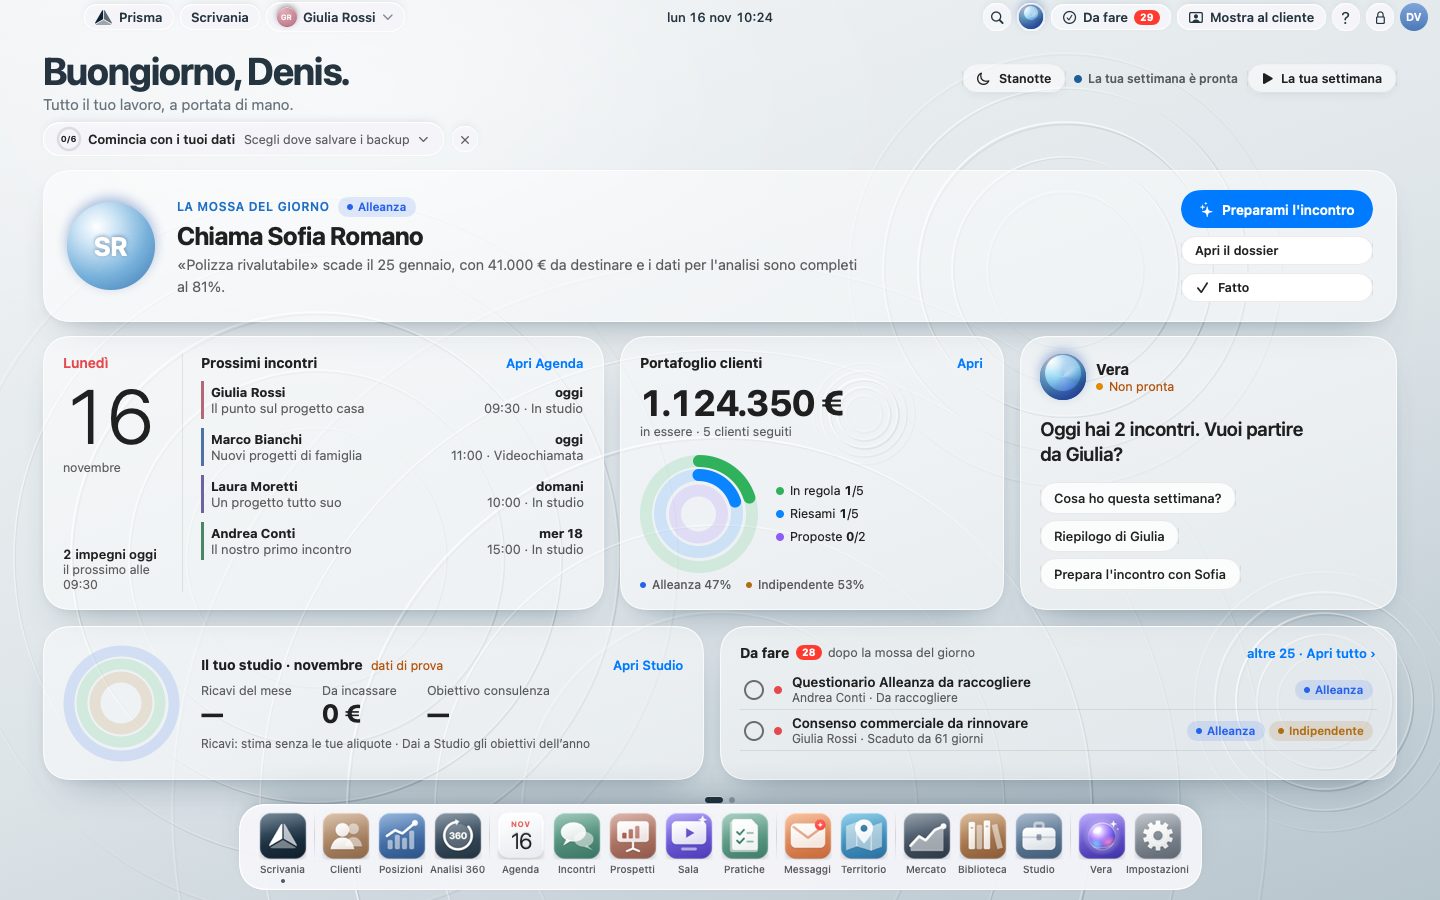 Prisma
Scrivania
GR Giulia Rossi
lun 16 nov 10:24
Da fare 29
Mostra al cliente
?
DV
Buongiorno, Denis.
Tutto il tuo lavoro, a portata di mano.
Stanotte
La tua settimana è pronta
La tua settimana
0/6 Comincia con i tuoi dati Scegli dove salvare i backup
SR
LA MOSSA DEL GIORNO Alleanza
Chiama Sofia Romano
«Polizza rivalutabile» scade il 25 gennaio, con 41.000 € da destinare e i dati per l'analisi sono completi
al 81%.
Preparami l'incontro
Apri il dossier
Fatto
Lunedì
16
novembre
2 impegni oggi
il prossimo alle
09:30
Prossimi incontri Apri Agenda
Giulia Rossi oggi
Il punto sul progetto casa 09:30 · In studio
Marco Bianchi oggi
Nuovi progetti di famiglia 11:00 · Videochiamata
Laura Moretti domani
Un progetto tutto suo 10:00 · In studio
Andrea Conti mer 18
Il nostro primo incontro 15:00 · In studio
Portafoglio clienti Apri
1.124.350 €
in essere · 5 clienti seguiti
In regola 1/5
Riesami 1/5
Proposte 0/2
Alleanza 47% Indipendente 53%
Vera
Non pronta
Oggi hai 2 incontri. Vuoi partire
da Giulia?
Cosa ho questa settimana?
Riepilogo di Giulia
Prepara l'incontro con Sofia
Il tuo studio · novembre dati di prova Apri Studio
Ricavi del mese Da incassare Obiettivo consulenza
— 0 € —
Ricavi: stima senza le tue aliquote · Dai a Studio gli obiettivi dell'anno
Da fare 28 dopo la mossa del giorno altre 25 · Apri tutto ›
Questionario Alleanza da raccogliere
Andrea Conti · Da raccogliere
Alleanza
Consenso commerciale da rinnovare
Giulia Rossi · Scaduto da 61 giorni
Alleanza Indipendente
360
NOV
16
Scrivania Clienti Posizioni Analisi 360 Agenda Incontri Prospetti Sala Pratiche Messaggi Territorio Mercato Biblioteca Studio Vera Impostazioni